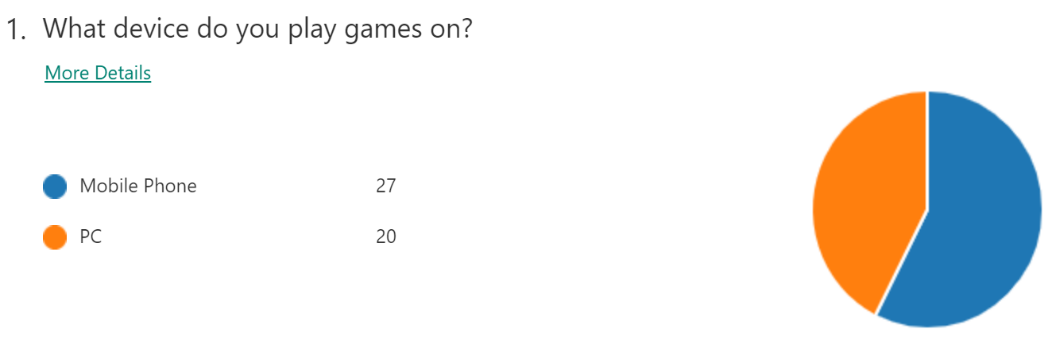 1. What device do you play games on?
More Details
Mobile Phone 27
PC 20